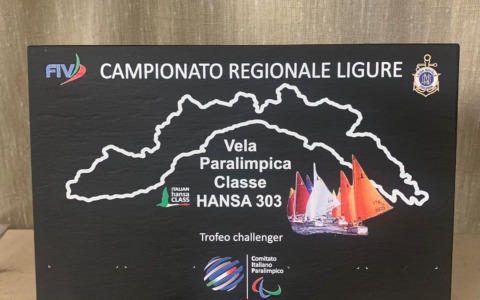 FIV CAMPIONATO REGIONALE LIGURE
Vela
Paralimpica
Classe
HANSA 303
ITALIAN
hansa
CLASS
Trofeo challenger
Comitato
Italiano
Paralimpico